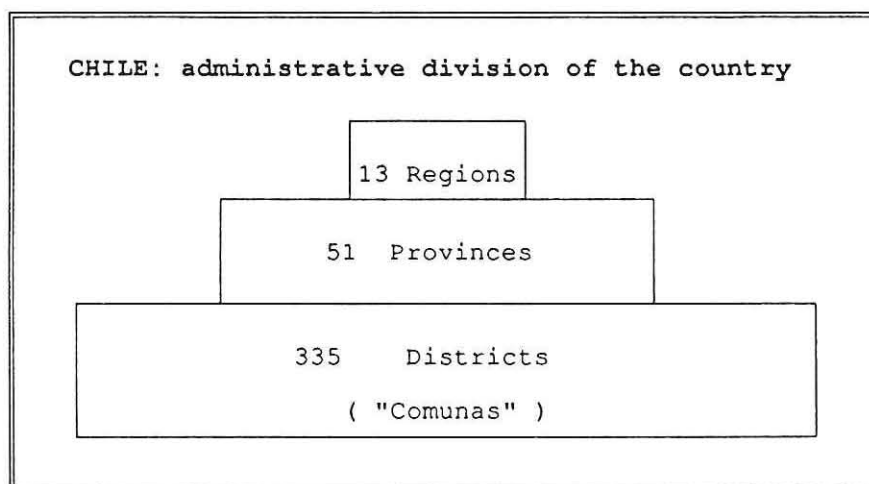 CHILE: administrative division of the country
13 Regions
51 Provinces
335 Districts
( "Comunas" )